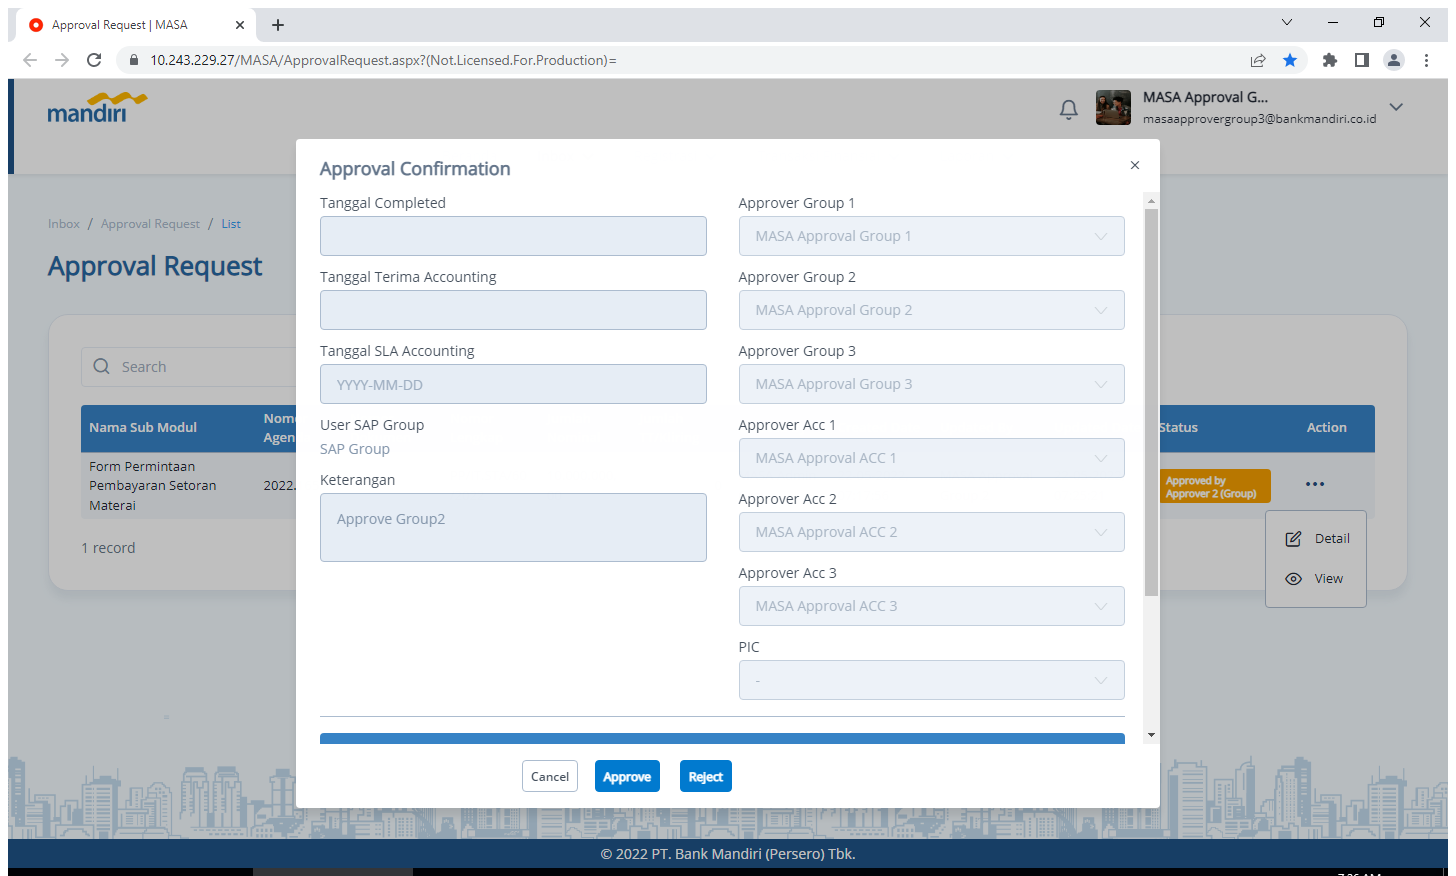 Approval Request | MASA
10.243.229.27/MASA/ApprovalRequest.aspx?(Not.Licensed.For.Production)=
mandiri
MASA Approval G...
masaapprovergroup3@bankmandiri.co.id
Inbox / Approval Request / List
Approval Request
Search
Nama Sub Modul
Status
Action
Form Permintaan
Pembayaran Setoran
Materai
2022.
Approved by
Approver 2 (Group)
Detail
View
1 record
Approval Confirmation
Tanggal Completed
Tanggal Terima Accounting
Tanggal SLA Accounting
YYYY-MM-DD
User SAP Group
SAP Group
Keterangan
Approve Group2
Approver Group 1
MASA Approval Group 1
Approver Group 2
MASA Approval Group 2
Approver Group 3
MASA Approval Group 3
Approver Acc 1
MASA Approval ACC 1
Approver Acc 2
MASA Approval ACC 2
Approver Acc 3
MASA Approval ACC 3
PIC
-
Cancel
Approve
Reject
© 2022 PT. Bank Mandiri (Persero) Tbk.